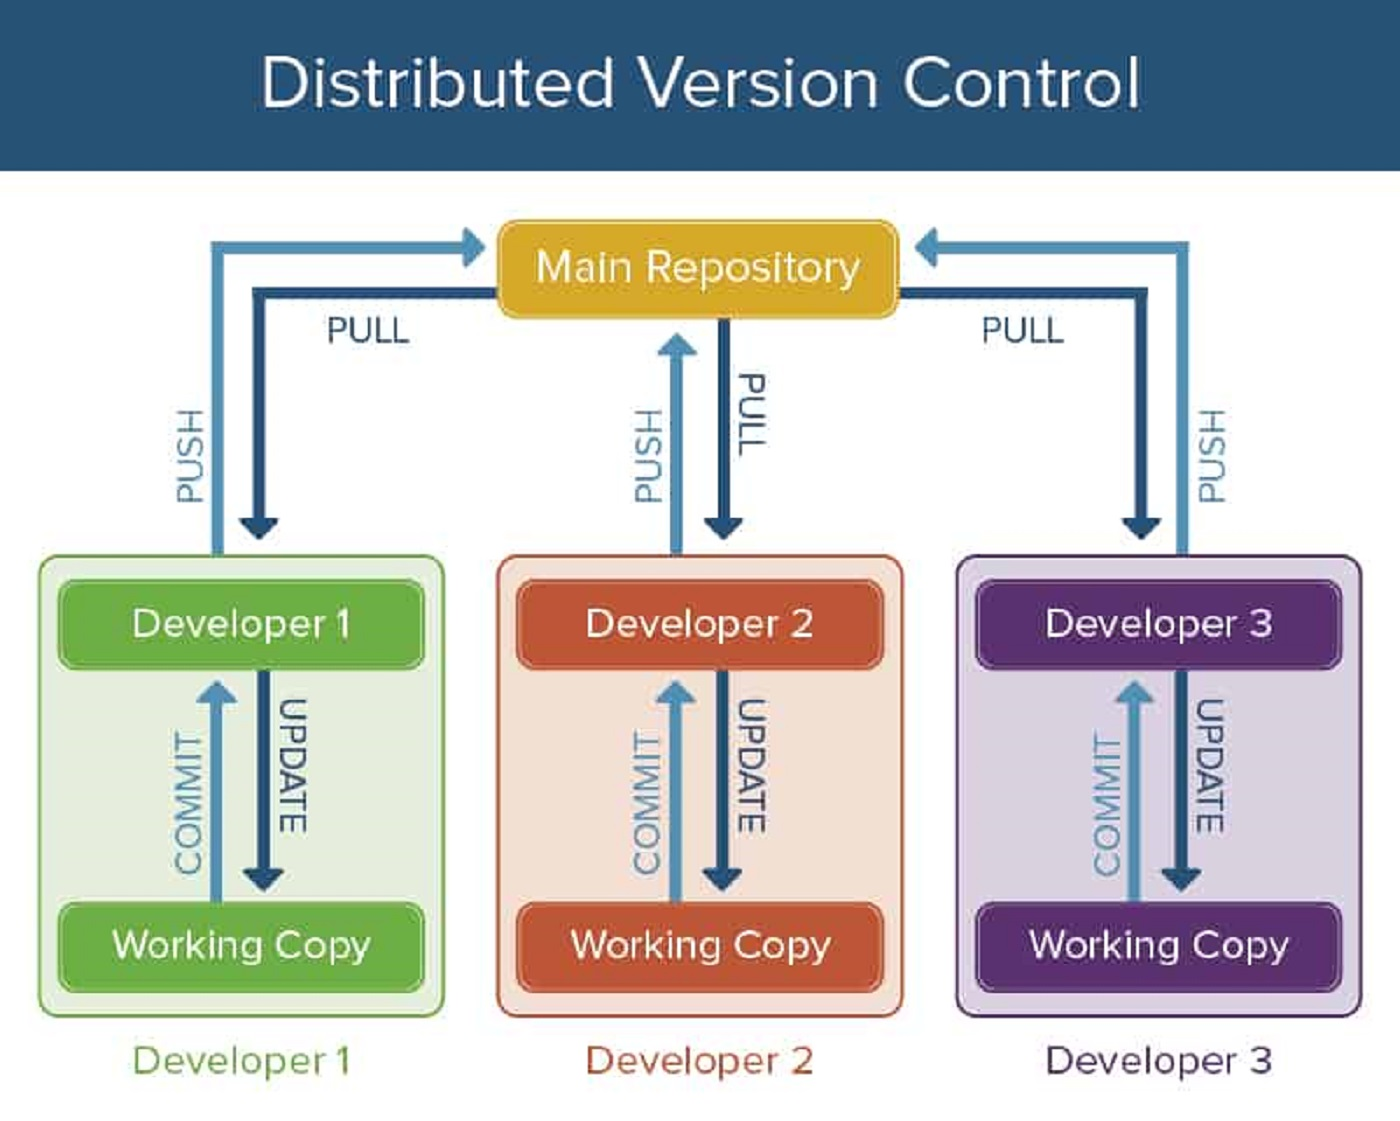 Distributed Version Control
Main Repository
PULL
PULL
PUSH
PUSH
PULL
PUSH
Developer 1
Developer 2
Developer 3
COMMIT
UPDATE
COMMIT
UPDATE
COMMIT
UPDATE
Working Copy
Working Copy
Working Copy
Developer 1
Developer 2
Developer 3